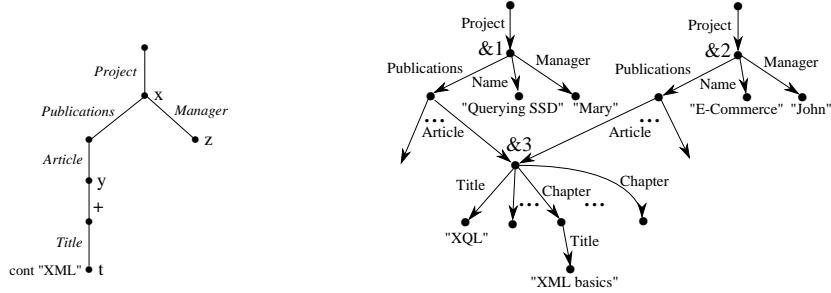 Project
x
Publications
Manager
z
Article
y
+
Title
cont "XML"
t
Project
&1
Publications
Name
Manager
"Querying SSD"
"Mary"
...
Article
Project
&2
Publications
Name
Manager
"E-Commerce"
"John"
Article
...
&3
Title
Chapter
Chapter
...
...
"XQL"
Title
"XML basics"